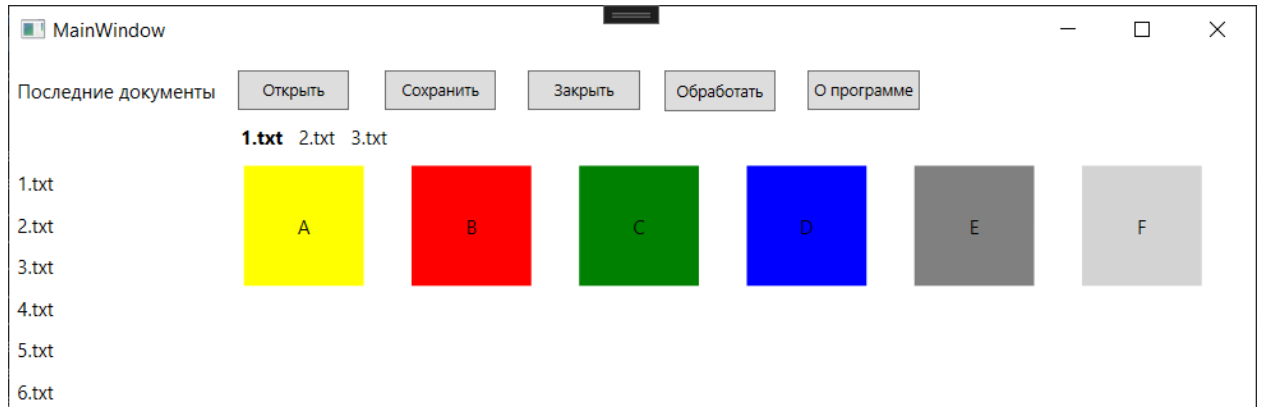 MainWindow
Последние документы Открыть Сохранить Закрыть Обработать О программе
1.txt 2.txt 3.txt
1.txt
A B C D E F
2.txt
3.txt
4.txt
5.txt
6.txt